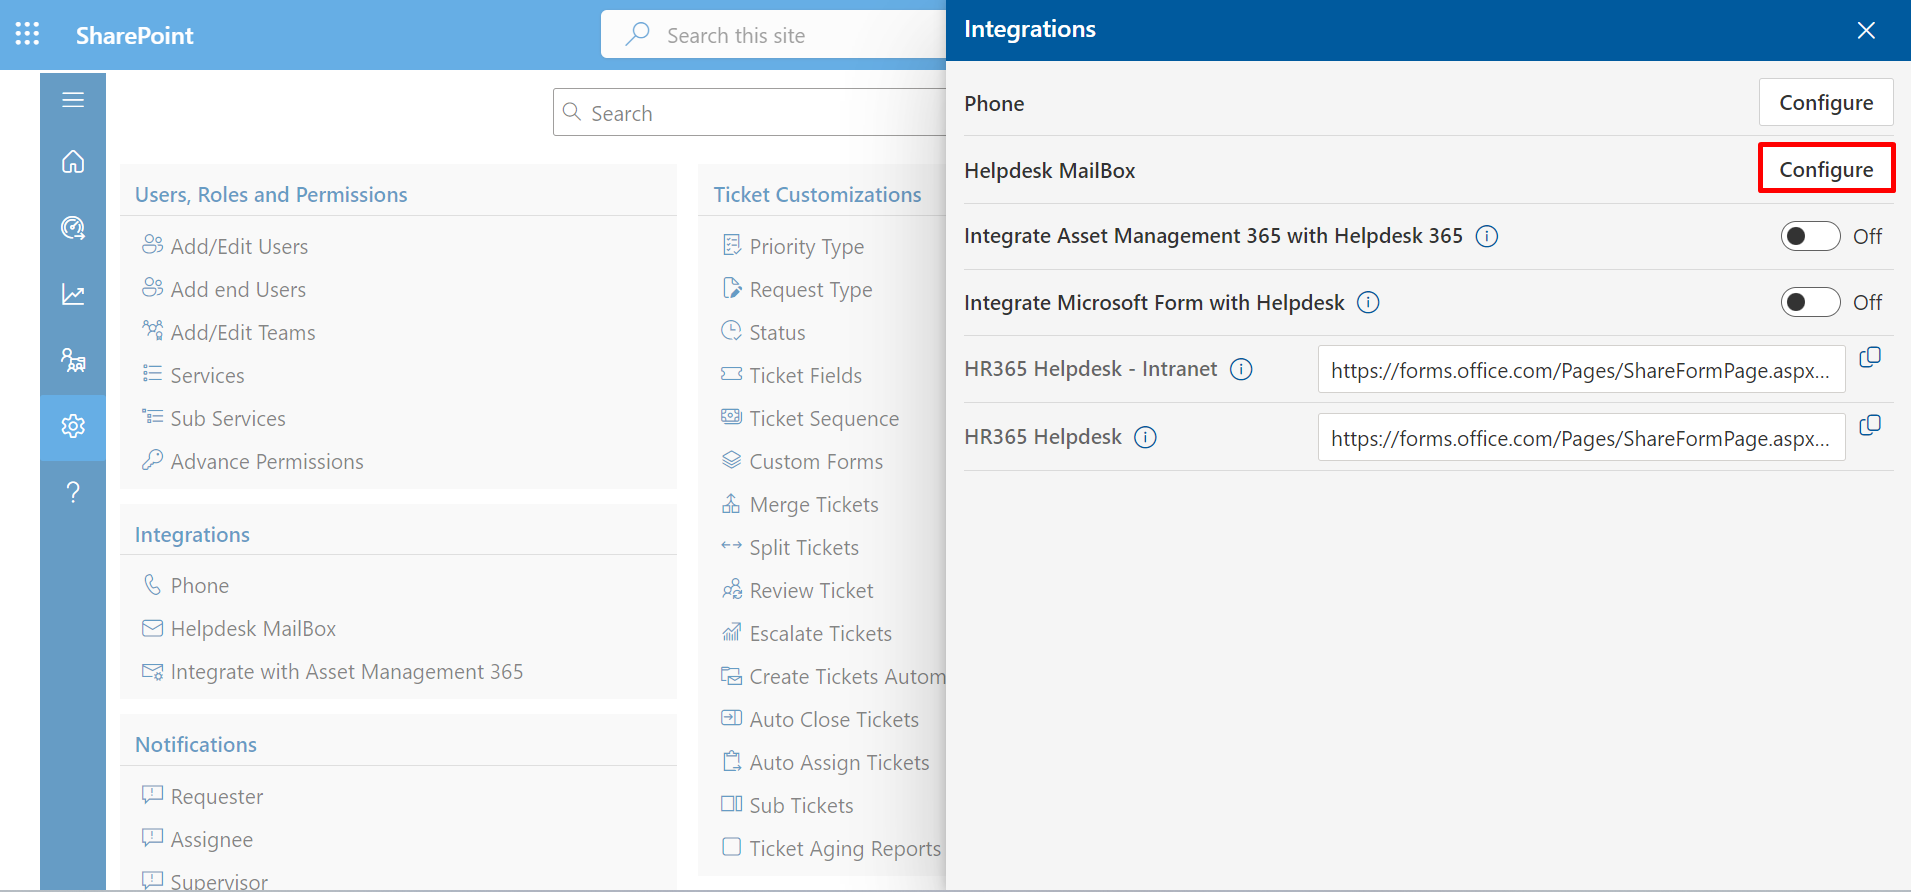 SharePoint
Search this site
Search
Users, Roles and Permissions
Add/Edit Users
Add end Users
Add/Edit Teams
Services
Sub Services
Advance Permissions
Integrations
Phone
Helpdesk MailBox
Integrate with Asset Management 365
Notifications
Requester
Assignee
Supervisor
Ticket Customizations
Priority Type
Request Type
Status
Ticket Fields
Ticket Sequence
Custom Forms
Merge Tickets
Split Tickets
Review Ticket
Escalate Tickets
Create Tickets Autom
Auto Close Tickets
Auto Assign Tickets
Sub Tickets
Ticket Aging Reports
Integrations
Phone Configure
Helpdesk MailBox Configure
Integrate Asset Management 365 with Helpdesk 365 Off
Integrate Microsoft Form with Helpdesk Off
HR365 Helpdesk - Intranet https://forms.office.com/Pages/ShareFormPage.aspx...
HR365 Helpdesk https://forms.office.com/Pages/ShareFormPage.aspx...